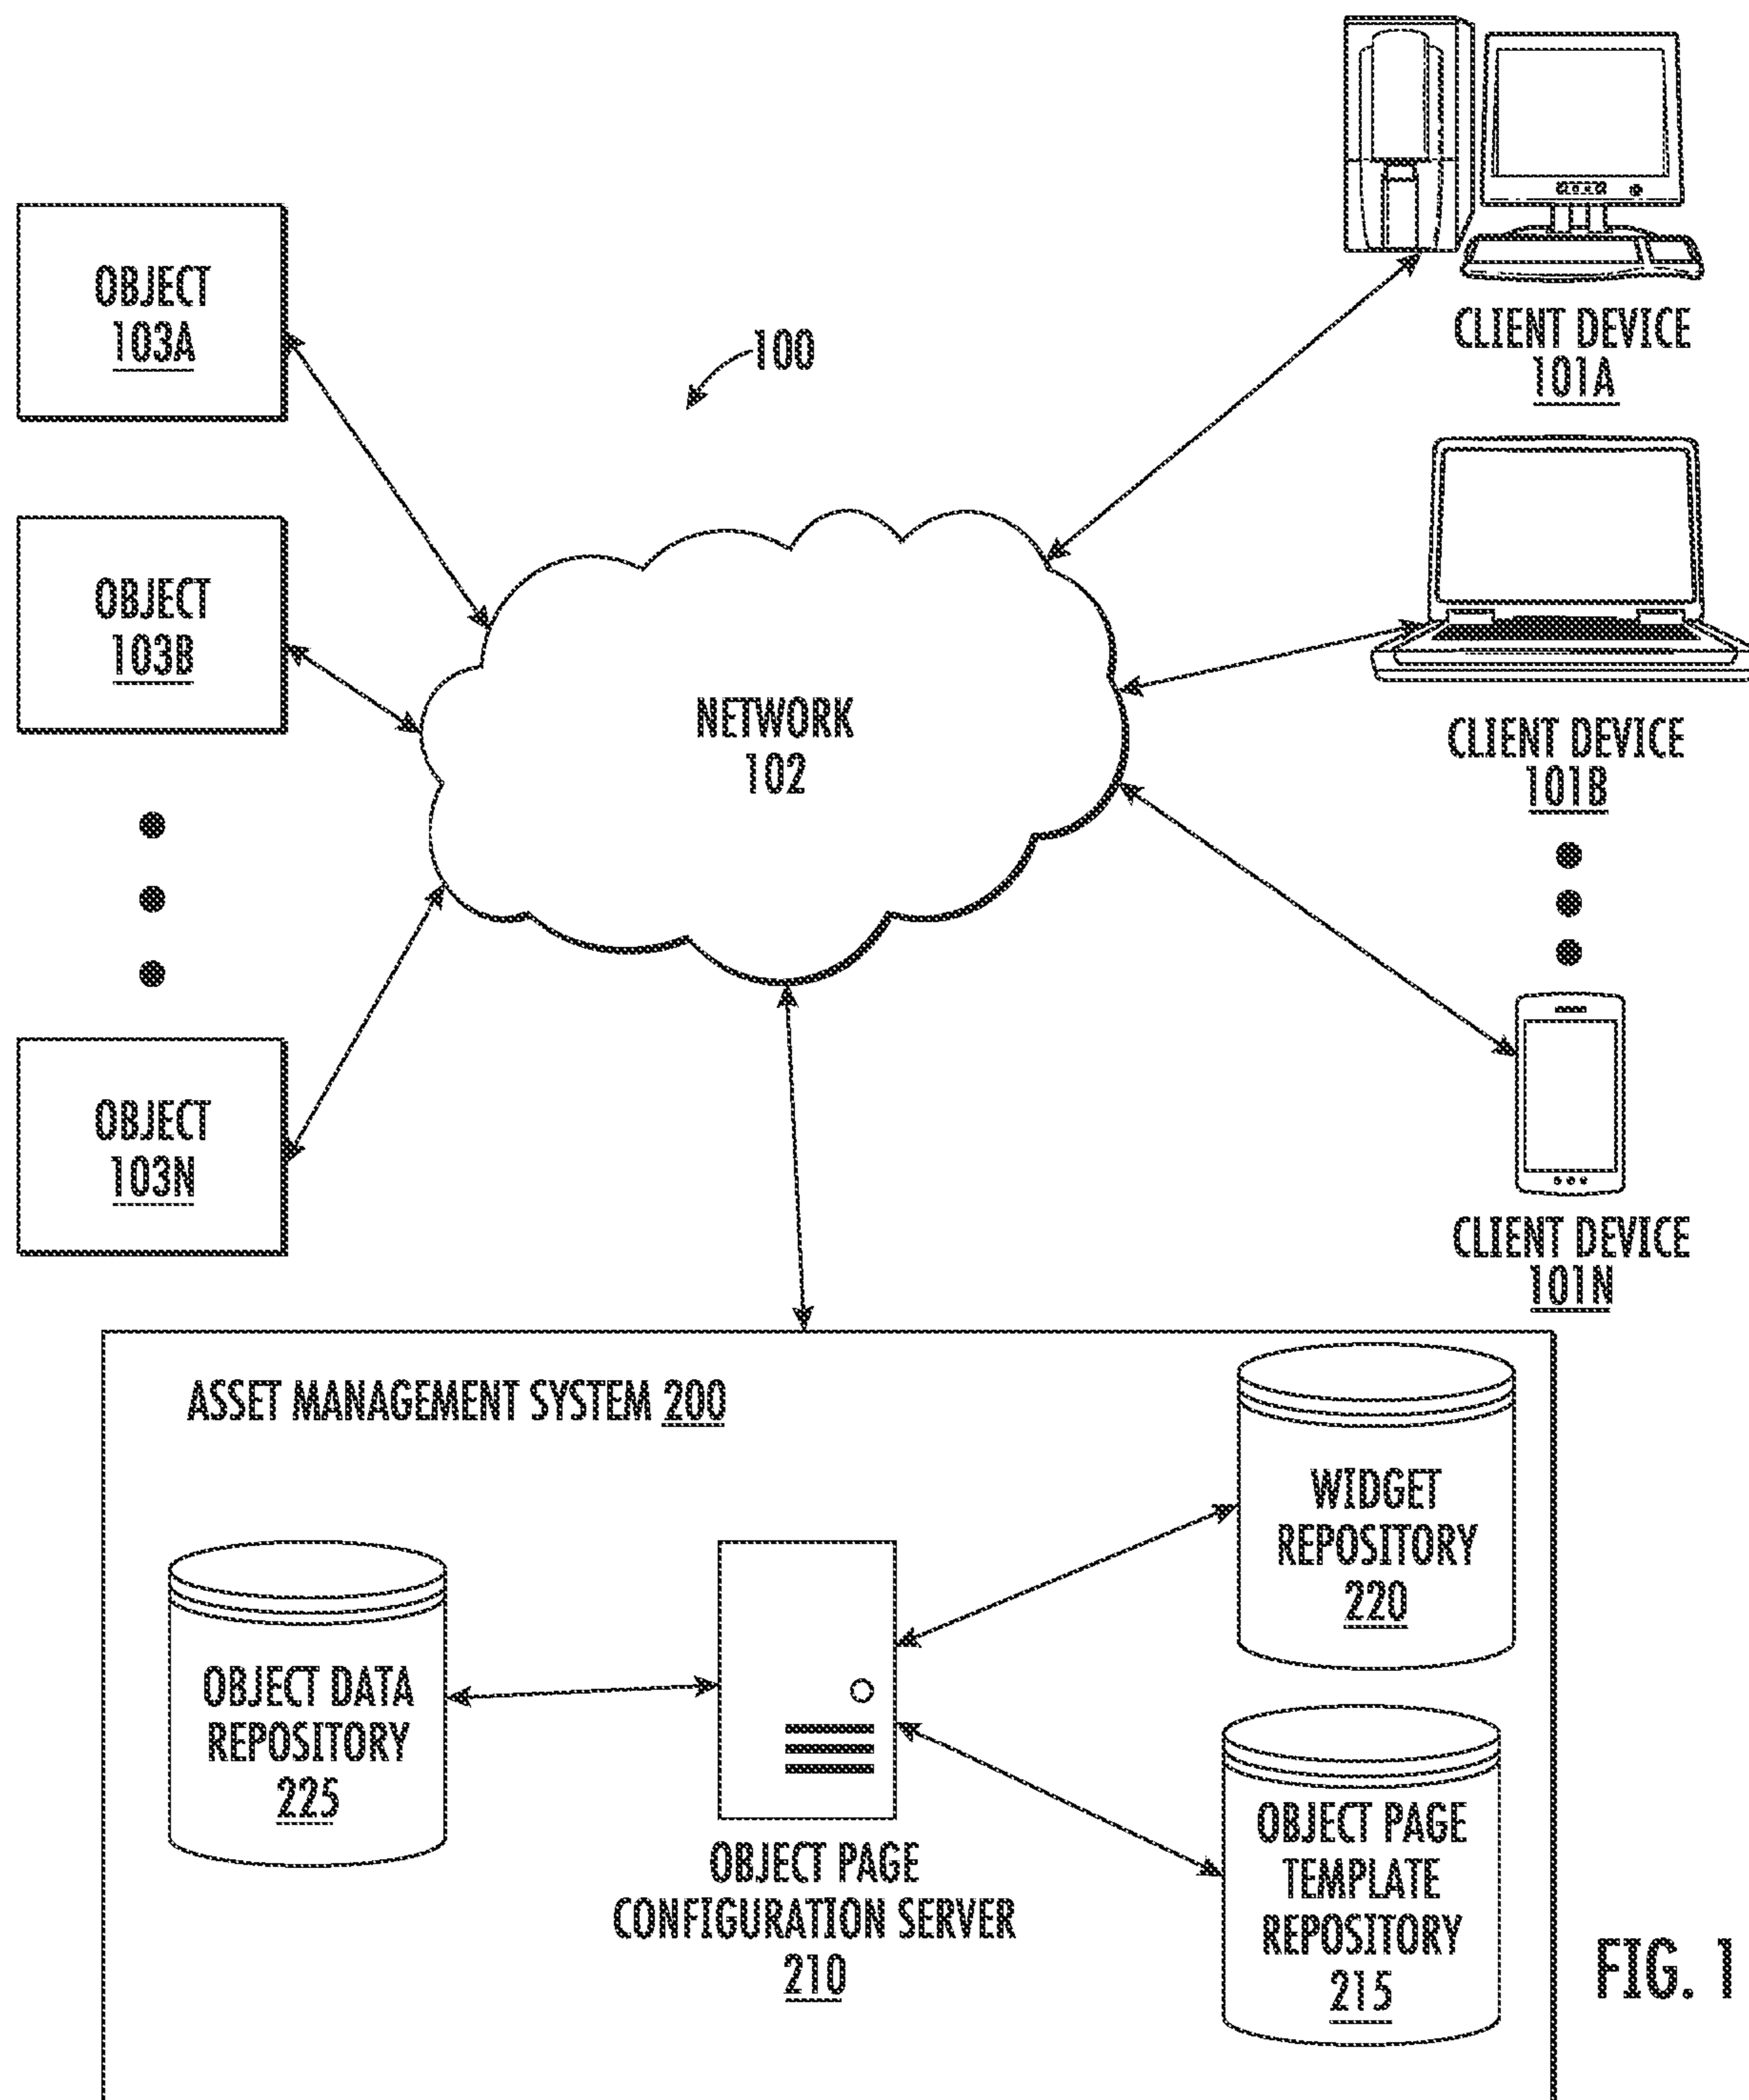 OBJECT
103A
100
CLIENT DEVICE
101A
OBJECT
103B
NETWORK
102
CLIENT DEVICE
101B
OBJECT
103N
CLIENT DEVICE
101N
ASSET MANAGEMENT SYSTEM 200
WIDGET
REPOSITORY
220
OBJECT DATA
REPOSITORY
225
OBJECT PAGE
CONFIGURATION SERVER
210
OBJECT PAGE
TEMPLATE
REPOSITORY
215
FIG. 1